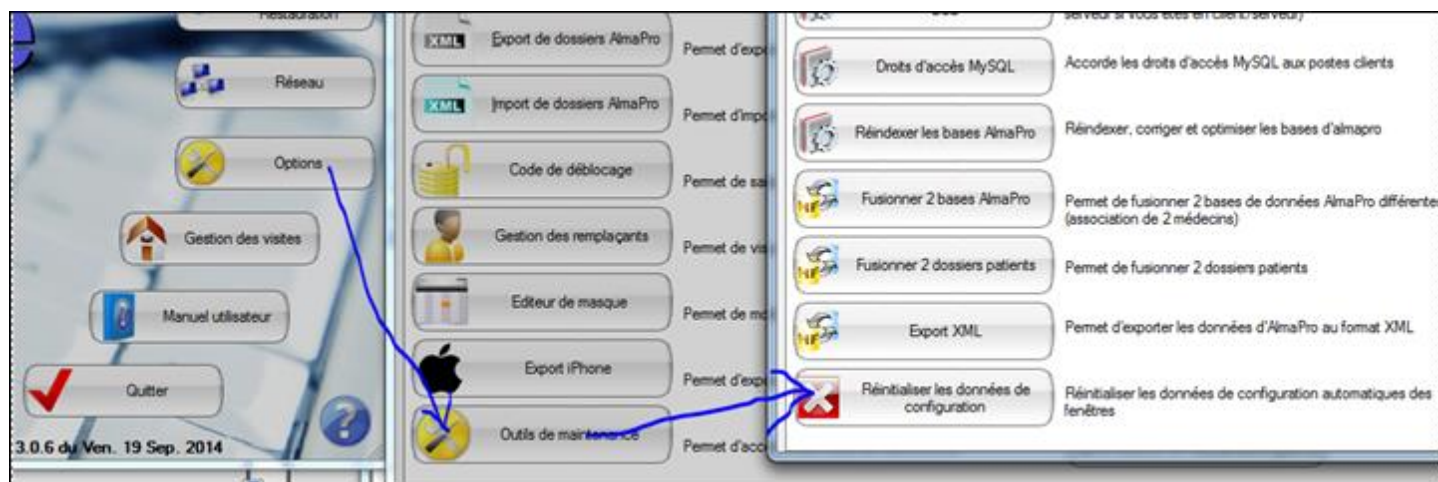 Restauration
Réseau
Options
Gestion des visites
Manuel utilisateur
Quitter
3.0.6 du Ven. 19 Sep. 2014
XML
Export de dossiers AlmaPro
Permet d'expo
XML
Import de dossiers AlmaPro
Permet d'impo
Code de déblocage
Permet de sai
Gestion des remplaçants
Permet de vis
Editeur de masque
Permet de mo
Export iPhone
Permet d'expo
Outils de maintenance
Permet d'accé
serveur si vous êtes en client/serveur)
Droits d'accès MySQL
Accorde les droits d'accès MySQL aux postes clients
Réindexer les bases AlmaPro
Réindexer, corriger et optimiser les bases d'almapro
Fusionner 2 bases AlmaPro
Permet de fusionner 2 bases de données AlmaPro différente
(association de 2 médecins)
Fusionner 2 dossiers patients
Permet de fusionner 2 dossiers patients
Export XML
Permet d'exporter les données d'AlmaPro au format XML
Réinitialiser les données de
configuration
Réinitialiser les données de configuration automatiques des
fenêtres